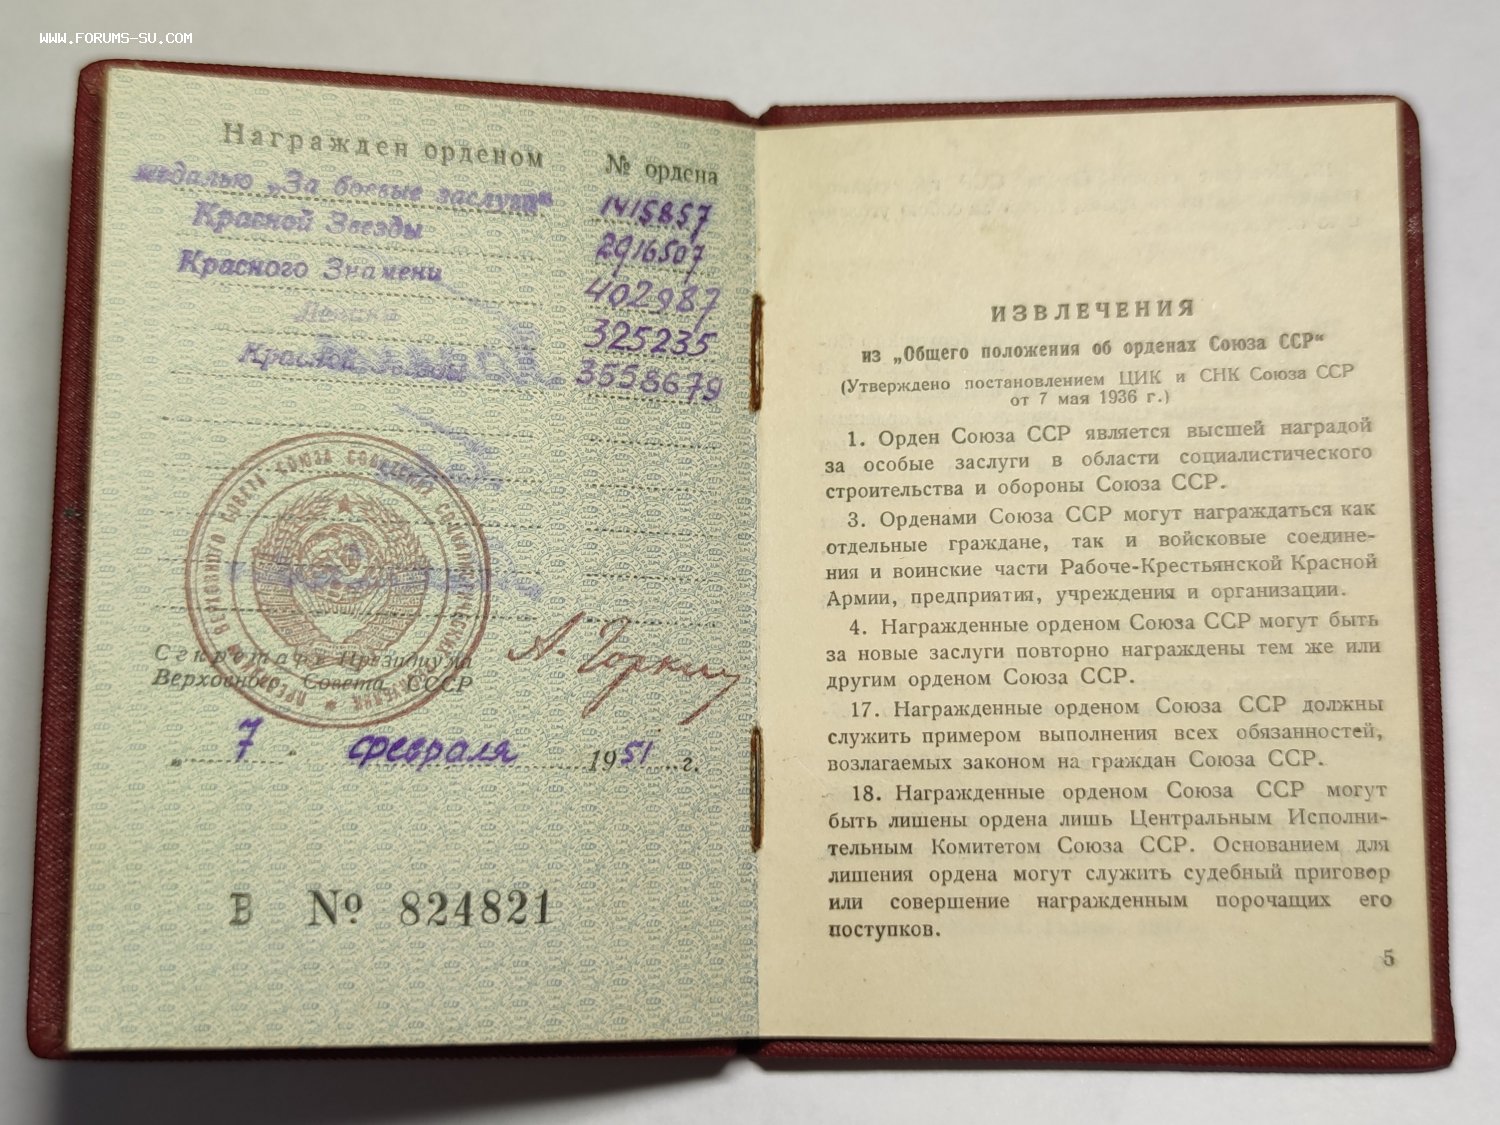 WWW.FORUMS-SU.COM
Награжден орденом № ордена
медалью „За боевые заслуги“ 1415857
Красной Звезды 2916507
Красного Знамени 402987
Ленина 325235
Красной Звезды 3558679
Секретарь Президиума
Верховного Совета СССР
А. Горкин
„ 7 “ февраля 1951 г.
В № 824821
ИЗВЛЕЧЕНИЯ
из „Общего положения об орденах Союза ССР“
(Утверждено постановлением ЦИК и СНК Союза ССР
от 7 мая 1936 г.)
1. Орден Союза ССР является высшей наградой
за особые заслуги в области социалистического
строительства и обороны Союза ССР.
3. Орденами Союза ССР могут награждаться как
отдельные граждане, так и войсковые соедине-
ния и воинские части Рабоче-Крестьянской Красной
Армии, предприятия, учреждения и организации.
4. Награжденные орденом Союза ССР могут быть
за новые заслуги повторно награждены тем же или
другим орденом Союза ССР.
17. Награжденные орденом Союза ССР должны
служить примером выполнения всех обязанностей,
возлагаемых законом на граждан Союза ССР.
18. Награжденные орденом Союза ССР могут
быть лишены ордена лишь Центральным Исполни-
тельным Комитетом Союза ССР. Основанием для
лишения ордена могут служить судебный приговор
или совершение награжденным порочащих его
поступков.
5